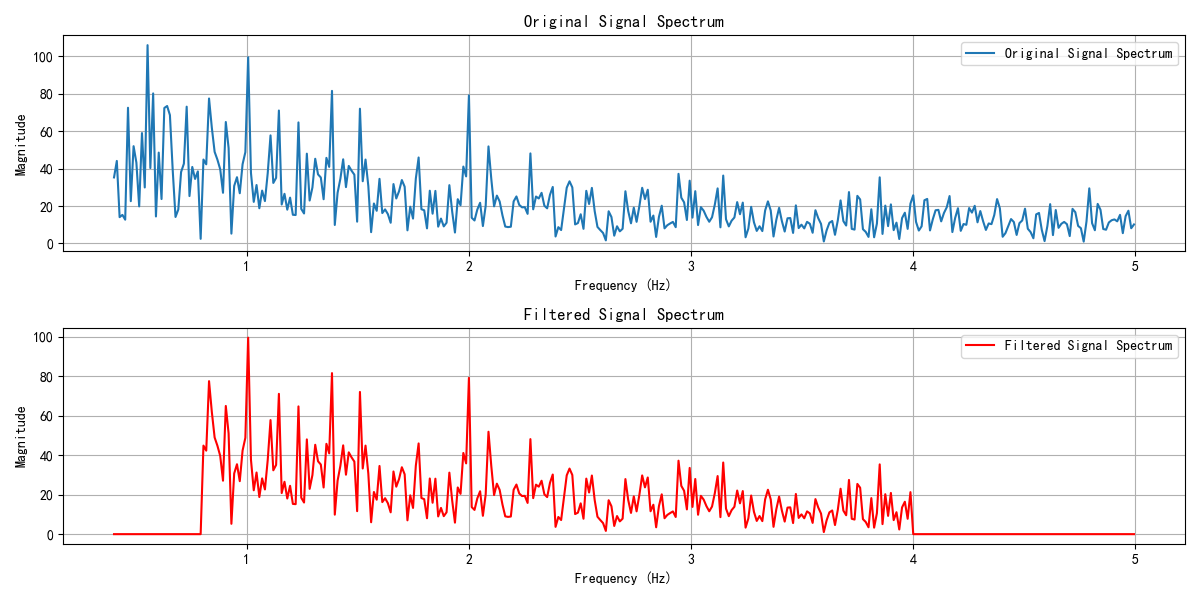 Original Signal Spectrum
Original Signal Spectrum
Magnitude
100
80
60
40
20
0
1 2 3 4 5
Frequency (Hz)
Filtered Signal Spectrum
Filtered Signal Spectrum
Magnitude
100
80
60
40
20
0
1 2 3 4 5
Frequency (Hz)